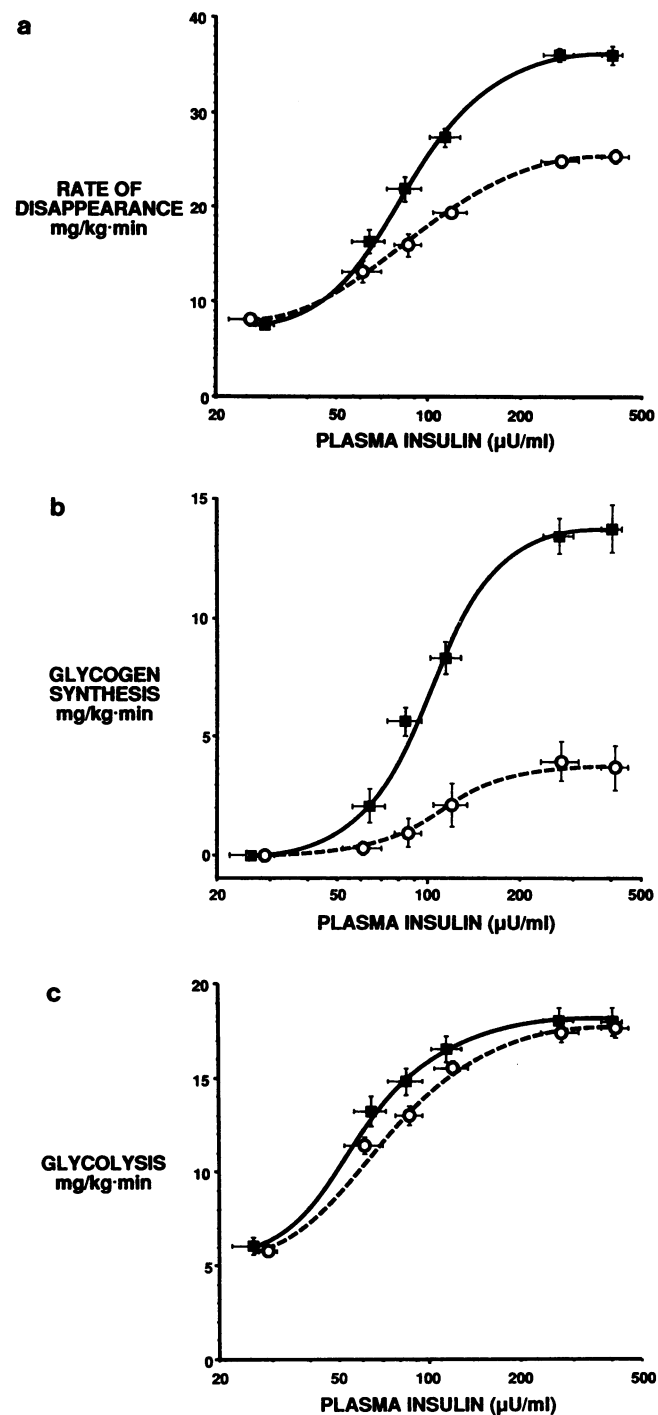 a
40
30
20
10
0
RATE OF
DISAPPEARANCE
mg/kg·min
20 50 100 200 500
PLASMA INSULIN (µU/ml)
b
15
10
5
0
GLYCOGEN
SYNTHESIS
mg/kg·min
20 50 100 200 500
PLASMA INSULIN (µU/ml)
c
20
15
10
5
0
GLYCOLYSIS
mg/kg·min
20 50 100 200 500
PLASMA INSULIN (µU/ml)